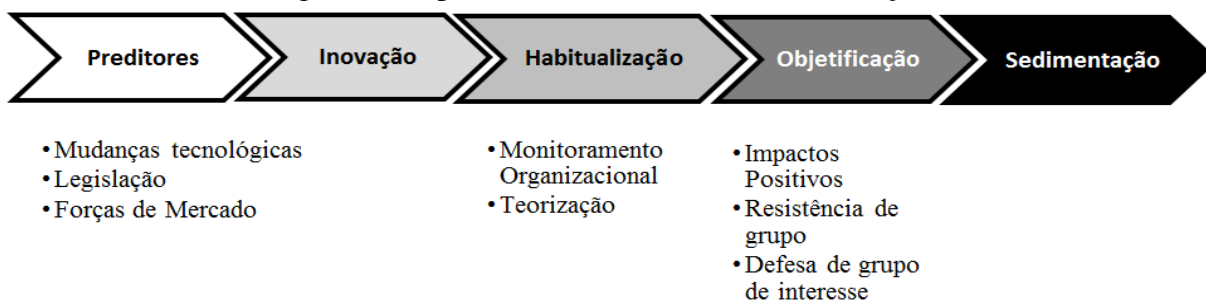 Preditores
Inovação
Habitualização
Objetificação
Sedimentação
•Mudanças tecnológicas
•Legislação
•Forças de Mercado
•Monitoramento
Organizacional
•Teorização
•Impactos
Positivos
•Resistência de
grupo
•Defesa de grupo
de interesse